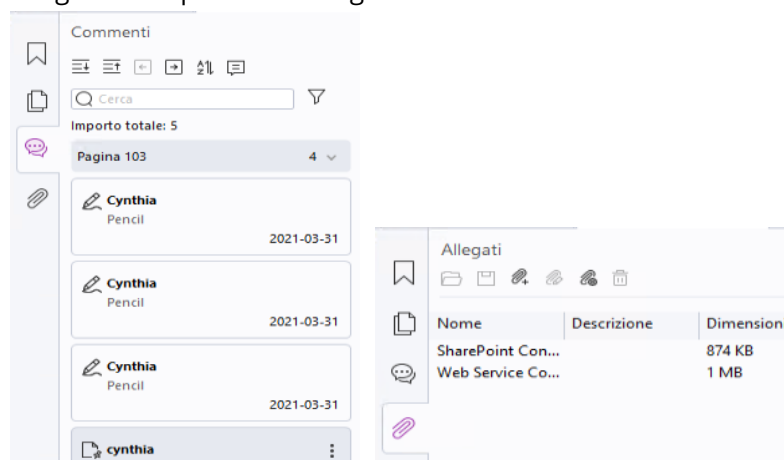 Commenti
Cerca
Importo totale: 5
Pagina 103 4
Cynthia
Pencil
2021-03-31
Cynthia
Pencil
2021-03-31
Cynthia
Pencil
2021-03-31
cynthia
Allegati
Nome Descrizione Dimension
SharePoint Con... 874 KB
Web Service Co... 1 MB